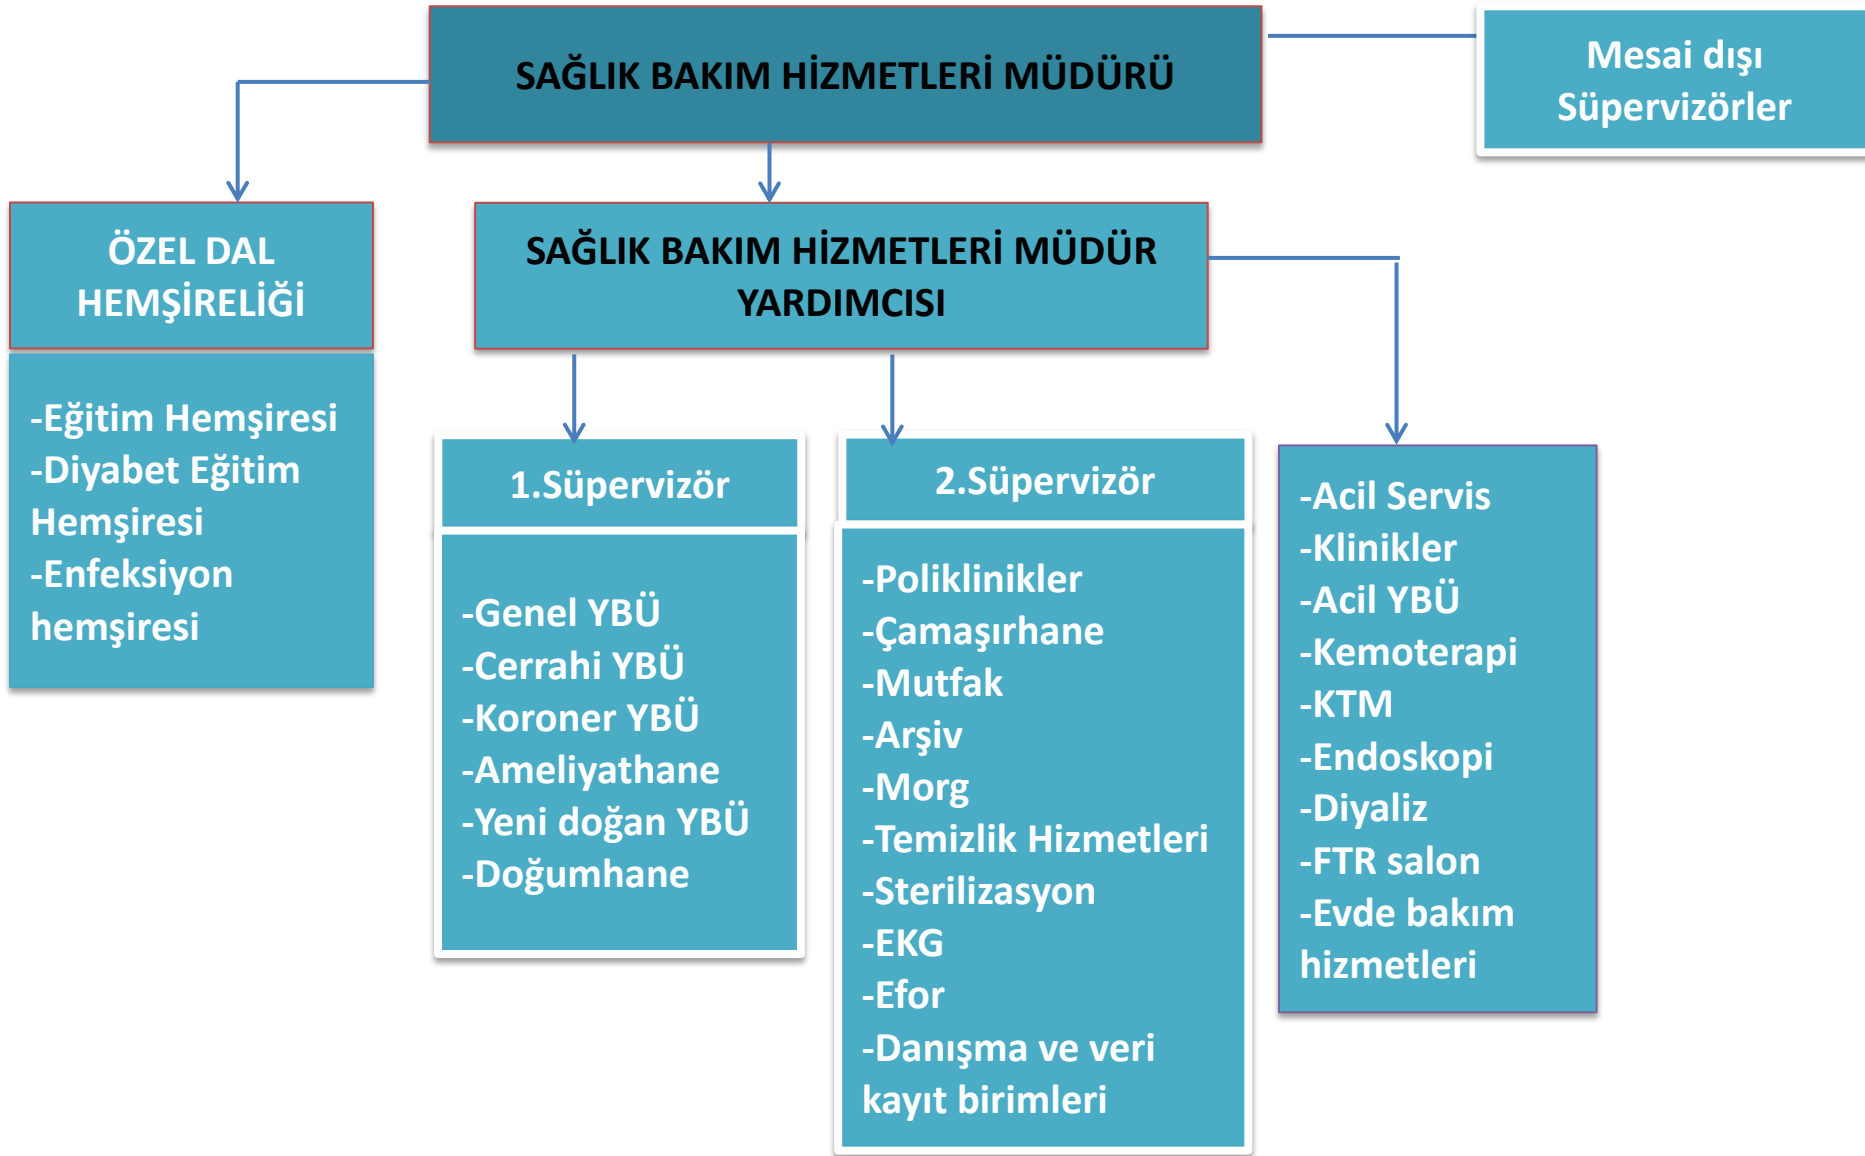 SAĞLIK BAKIM HİZMETLERİ MÜDÜRÜ
Mesai dışı
Süpervizörler
ÖZEL DAL
HEMŞİRELİĞİ
-Eğitim Hemşiresi
-Diyabet Eğitim
Hemşiresi
-Enfeksiyon
hemşiresi
SAĞLIK BAKIM HİZMETLERİ MÜDÜR
YARDIMCISI
1.Süpervizör
-Genel YBÜ
-Cerrahi YBÜ
-Koroner YBÜ
-Ameliyathane
-Yeni doğan YBÜ
-Doğumhane
2.Süpervizör
-Poliklinikler
-Çamaşırhane
-Mutfak
-Arşiv
-Morg
-Temizlik Hizmetleri
-Sterilizasyon
-EKG
-Efor
-Danışma ve veri
kayıt birimleri
-Acil Servis
-Klinikler
-Acil YBÜ
-Kemoterapi
-KTM
-Endoskopi
-Diyaliz
-FTR salon
-Evde bakım
hizmetleri